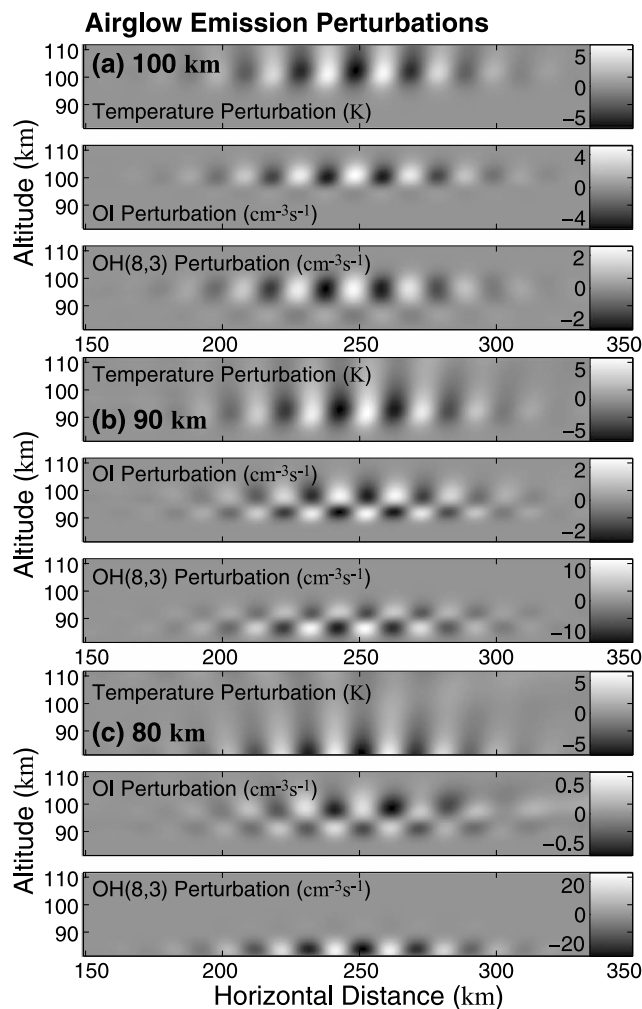 Airglow Emission Perturbations
110
100
90
(a) 100 km
Temperature Perturbation (K)
5
0
−5
110
100
90
OI Perturbation (cm-3s-1)
4
0
−4
110
100
90
OH(8,3) Perturbation (cm-3s-1)
2
0
−2
Altitude (km)
150 200 250 300 350
110
100
90
Temperature Perturbation (K)
(b) 90 km
5
0
−5
110
100
90
OI Perturbation (cm-3s-1)
2
0
−2
110
100
90
OH(8,3) Perturbation (cm-3s-1)
10
0
−10
Altitude (km)
150 200 250 300 350
110
100
90
Temperature Perturbation (K)
(c) 80 km
5
0
−5
110
100
90
OI Perturbation (cm-3s-1)
0.5
0
−0.5
110
100
90
OH(8,3) Perturbation (cm-3s-1)
20
0
−20
Altitude (km)
150 200 250 300 350
Horizontal Distance (km)